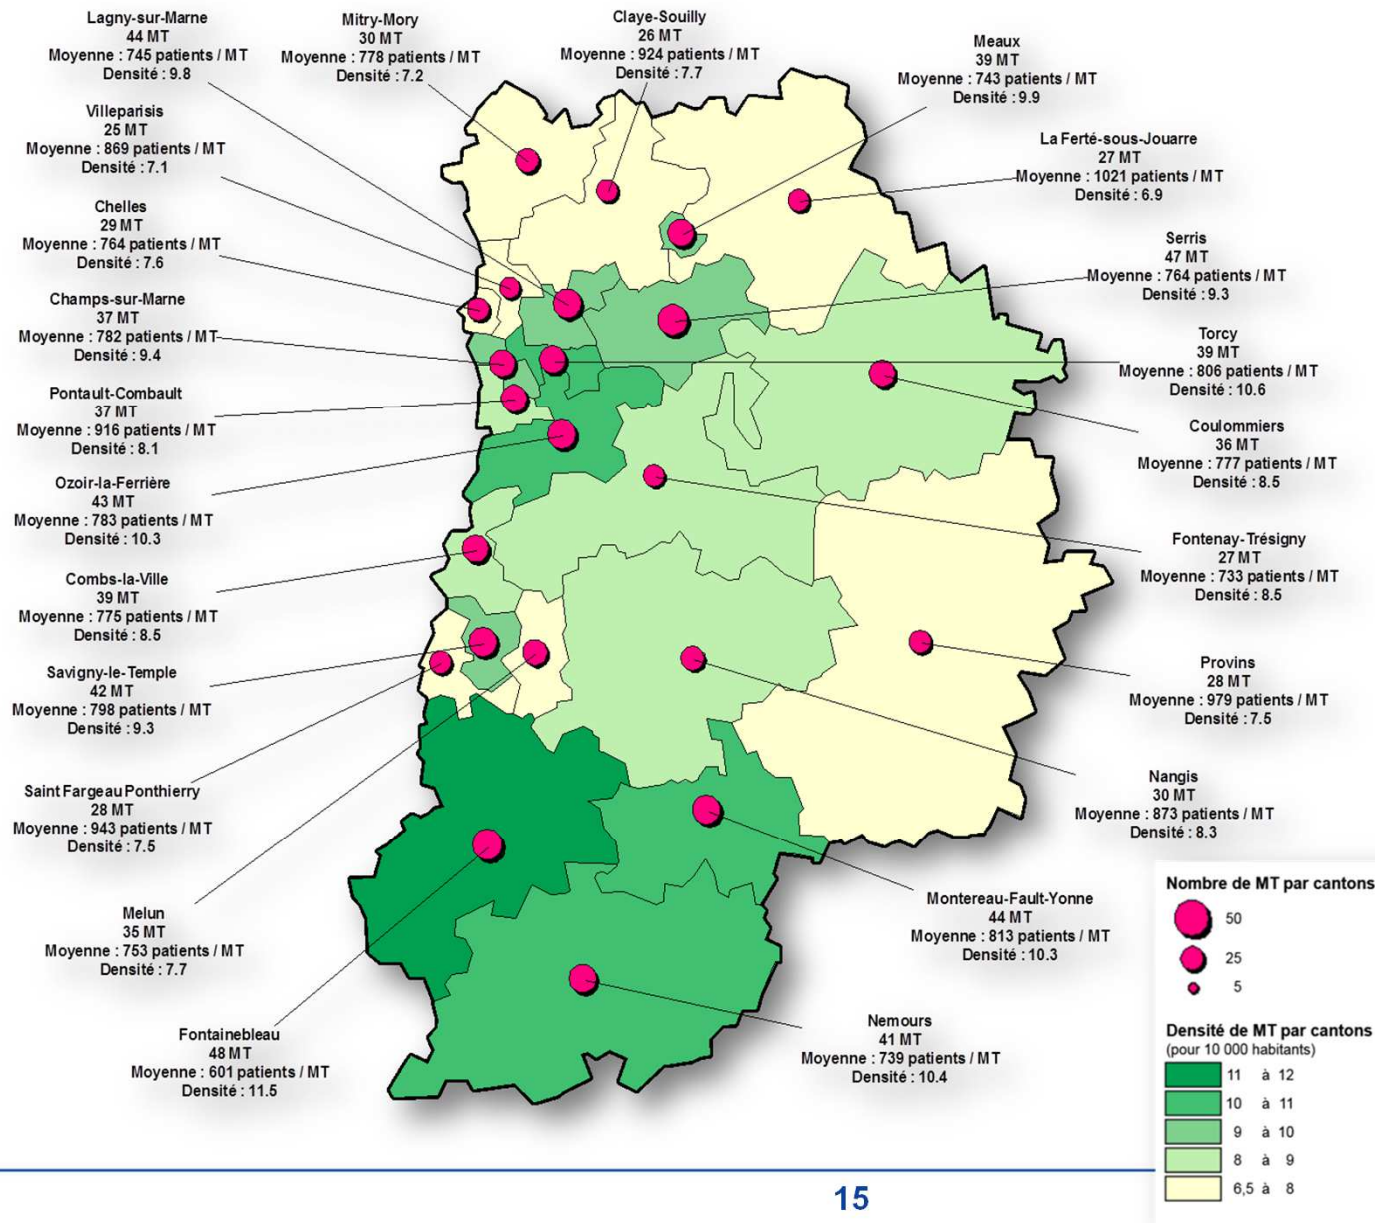 Lagny-sur-Marne
44 MT
Moyenne : 745 patients / MT
Densité : 9.8
Mitry-Mory
30 MT
Moyenne : 778 patients / MT
Densité : 7.2
Claye-Souilly
26 MT
Moyenne : 924 patients / MT
Densité : 7.7
Meaux
39 MT
Moyenne : 743 patients / MT
Densité : 9.9
Villeparisis
25 MT
Moyenne : 869 patients / MT
Densité : 7.1
La Ferté-sous-Jouarre
27 MT
Moyenne : 1021 patients / MT
Densité : 6.9
Chelles
29 MT
Moyenne : 764 patients / MT
Densité : 7.6
Serris
47 MT
Moyenne : 764 patients / MT
Densité : 9.3
Champs-sur-Marne
37 MT
Moyenne : 782 patients / MT
Densité : 9.4
Torcy
39 MT
Moyenne : 806 patients / MT
Densité : 10.6
Pontault-Combault
37 MT
Moyenne : 916 patients / MT
Densité : 8.1
Coulommiers
36 MT
Moyenne : 777 patients / MT
Densité : 8.5
Ozoir-la-Ferrière
43 MT
Moyenne : 783 patients / MT
Densité : 10.3
Fontenay-Trésigny
27 MT
Moyenne : 733 patients / MT
Densité : 8.5
Combs-la-Ville
39 MT
Moyenne : 775 patients / MT
Densité : 8.5
Savigny-le-Temple
42 MT
Moyenne : 798 patients / MT
Densité : 9.3
Provins
28 MT
Moyenne : 979 patients / MT
Densité : 7.5
Saint Fargeau Ponthierry
28 MT
Moyenne : 943 patients / MT
Densité : 7.5
Nangis
30 MT
Moyenne : 873 patients / MT
Densité : 8.3
Melun
35 MT
Moyenne : 753 patients / MT
Densité : 7.7
Montereau-Fault-Yonne
44 MT
Moyenne : 813 patients / MT
Densité : 10.3
Fontainebleau
48 MT
Moyenne : 601 patients / MT
Densité : 11.5
Nemours
41 MT
Moyenne : 739 patients / MT
Densité : 10.4
Nombre de MT par cantons
50
25
5
Densité de MT par cantons
(pour 10 000 habitants)
11 à 12
10 à 11
9 à 10
8 à 9
6,5 à 8
15